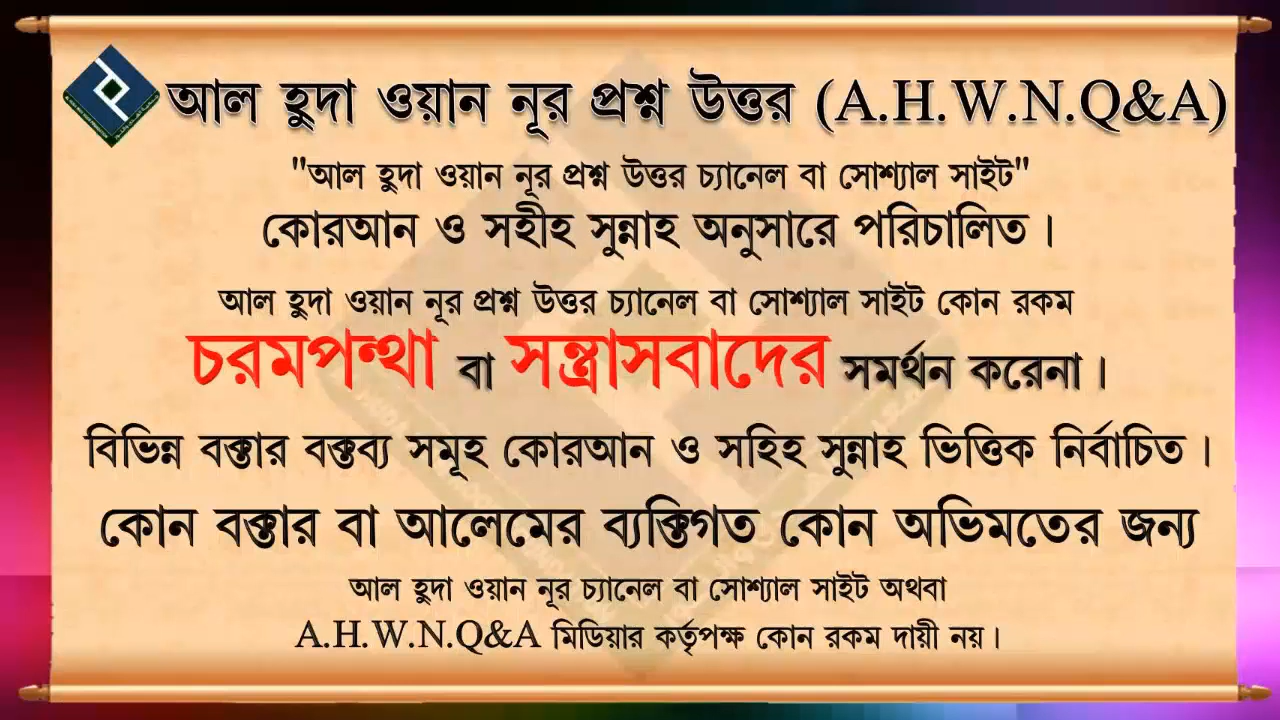 আল হুদা ওয়ান নূর প্রশ্ন উত্তর (A.H.W.N.Q&A)
"আল হুদা ওয়ান নূর প্রশ্ন উত্তর চ্যানেল বা সোশ্যাল সাইট"
কোরআন ও সহীহ সুন্নাহ অনুসারে পরিচালিত।
আল হুদা ওয়ান নূর প্রশ্ন উত্তর চ্যানেল বা সোশ্যাল সাইট কোন রকম
চরমপন্থা বা সন্ত্রাসবাদের সমর্থন করেনা।
বিভিন্ন বক্তার বক্তব্য সমূহ কোরআন ও সহিহ সুন্নাহ ভিত্তিক নির্বাচিত।
কোন বক্তার বা আলেমের ব্যক্তিগত কোন অভিমতের জন্য
আল হুদা ওয়ান নূর চ্যানেল বা সোশ্যাল সাইট অথবা
A.H.W.N.Q&A মিডিয়ার কর্তৃপক্ষ কোন রকম দায়ী নয়।